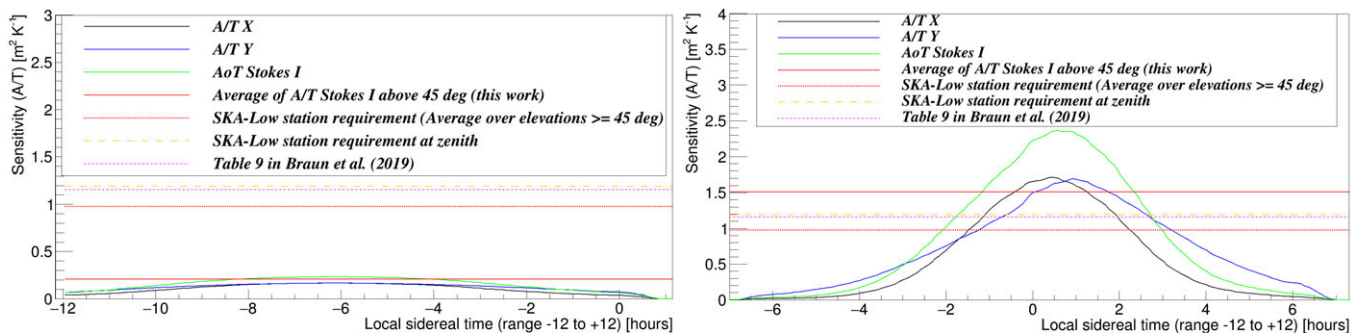 Sensitivity (A/T) [m² K⁻¹]
3
2.5
2
1.5
1
0.5
0
A/T X
A/T Y
AoT Stokes I
Average of A/T Stokes I above 45 deg (this work)
SKA-Low station requirement (Average over elevations >= 45 deg)
SKA-Low station requirement at zenith
Table 9 in Braun et al. (2019)
−12 −10 −8 −6 −4 −2 0
Local sidereal time (range -12 to +12) [hours]
Sensitivity (A/T) [m² K⁻¹]
4
3.5
3
2.5
2
1.5
1
0.5
0
A/T X
A/T Y
AoT Stokes I
Average of A/T Stokes I above 45 deg (this work)
SKA-Low station requirement (Average over elevations >= 45 deg)
SKA-Low station requirement at zenith
Table 9 in Braun et al. (2019)
−6 −4 −2 0 2 4 6
Local sidereal time (range -12 to +12) [hours]